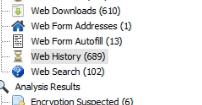 Web Downloads (610)
Web Form Addresses (1)
Web Form Autofill (13)
Web History (689)
Web Search (102)
Analysis Results
Encryption Suspected (6)